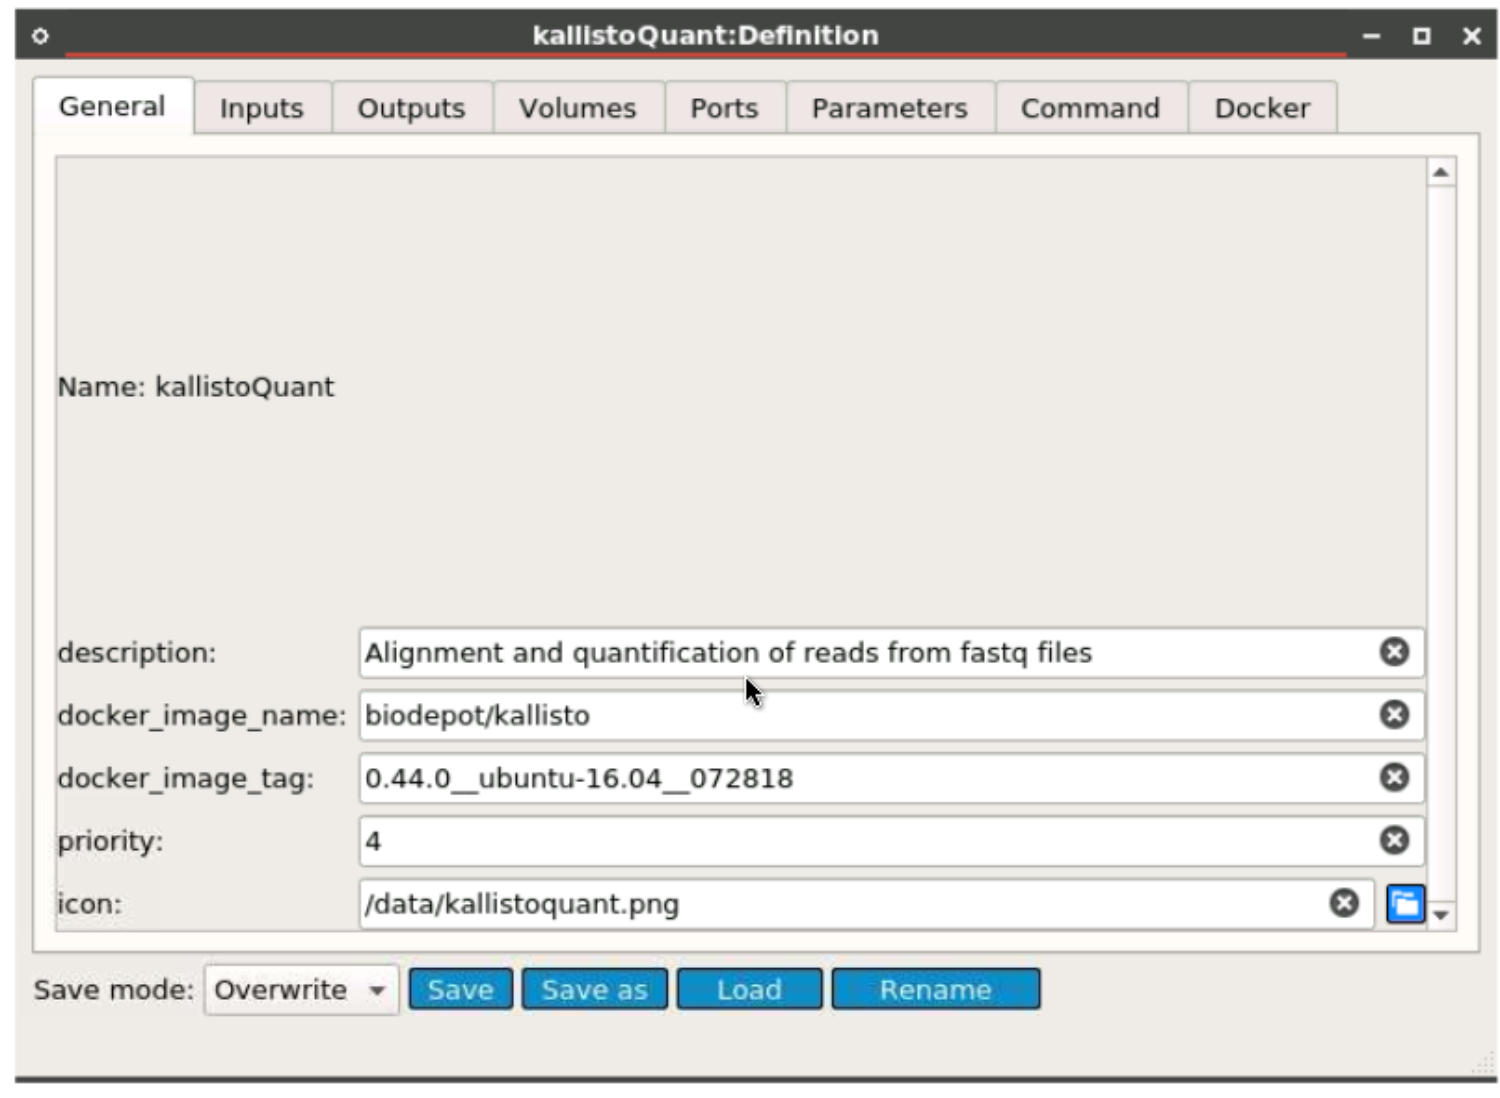 kallistoQuant:Definition
General Inputs Outputs Volumes Ports Parameters Command Docker
Name: kallistoQuant
description: Alignment and quantification of reads from fastq files
docker_image_name: biodepot/kallisto
docker_image_tag: 0.44.0__ubuntu-16.04__072818
priority: 4
icon: /data/kallistoquant.png
Save mode: Overwrite Save Save as Load Rename